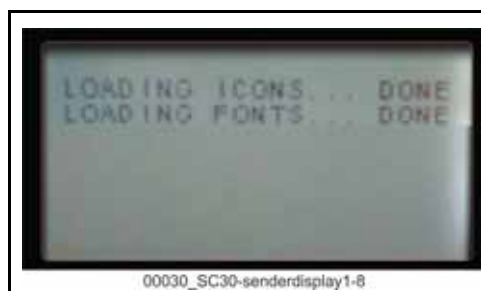 LOADING ICONS... DONE
LOADING FONTS... DONE
00030_SC30-senderdisplay1-8